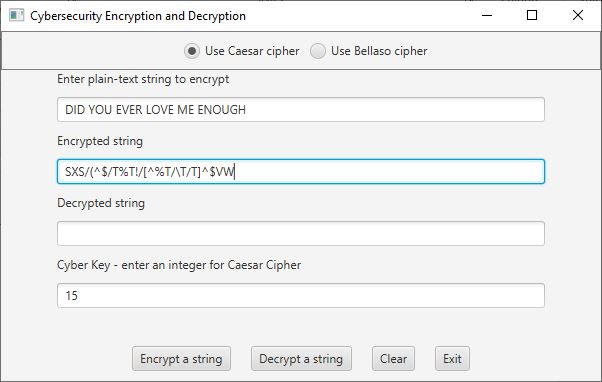 Cybersecurity Encryption and Decryption
Use Caesar cipher Use Bellaso cipher
Enter plain-text string to encrypt
DID YOU EVER LOVE ME ENOUGH
Encrypted string
SXS/(^$/T%T!/[^%T/\T/T]^$VW
Decrypted string
Cyber Key - enter an integer for Caesar Cipher
15
Encrypt a string Decrypt a string Clear Exit